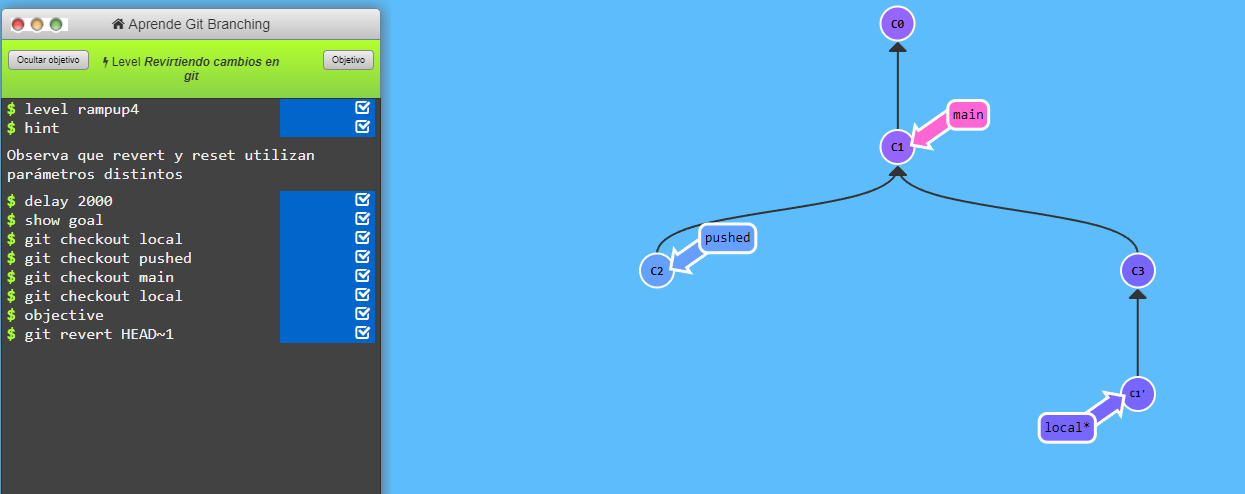 Aprende Git Branching
Ocultar objetivo
Level Revirtiendo cambios en
git
Objetivo
$ level rampup4
$ hint
Observa que revert y reset utilizan
parámetros distintos
$ delay 2000
$ show goal
$ git checkout local
$ git checkout pushed
$ git checkout main
$ git checkout local
$ objective
$ git revert HEAD~1
C0
main
C1
pushed
C2
C3
C1'
local*